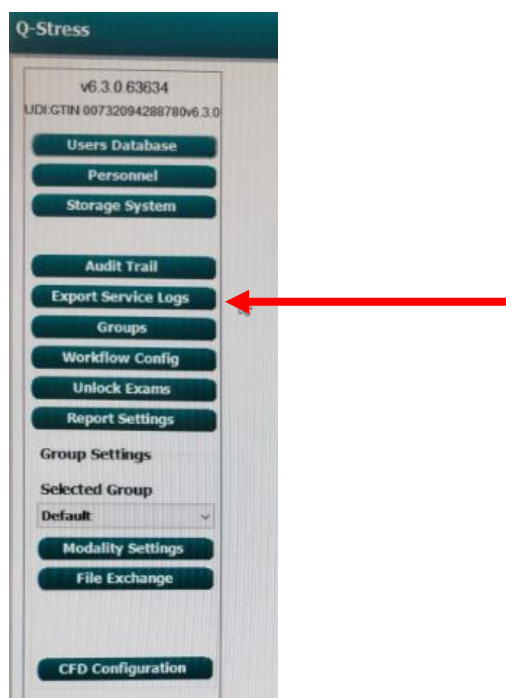 Q-Stress
v6.3.0.63634
UDI:GTIN 00732094288780v6.3.0
Users Database
Personnel
Storage System
Audit Trail
Export Service Logs
Groups
Workflow Config
Unlock Exams
Report Settings
Group Settings
Selected Group
Default
Modality Settings
File Exchange
CFD Configuration